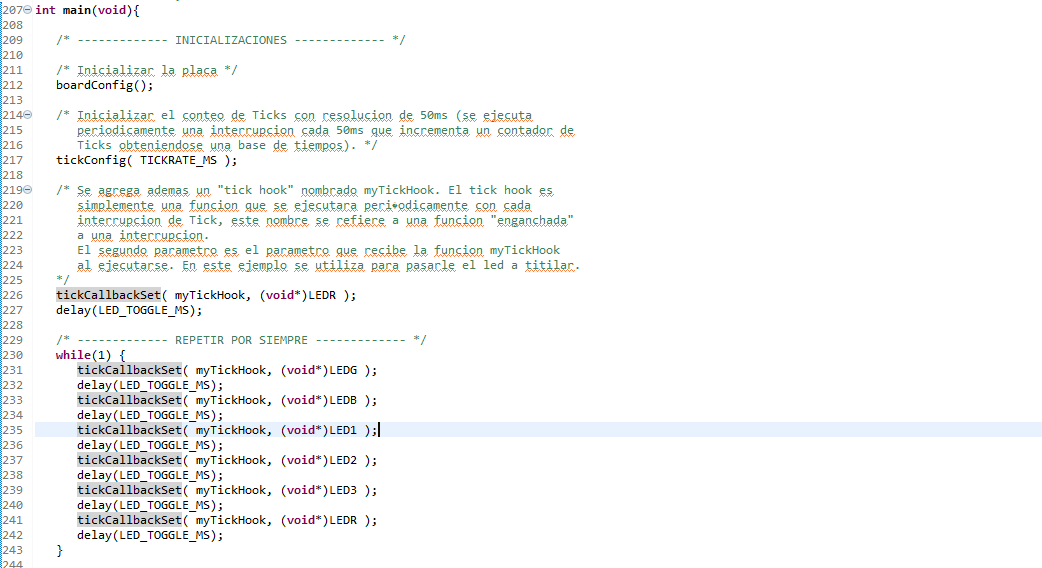 207 int main(void){
208
209 /* ------------- INICIALIZACIONES ------------- */
210
211 /* Inicializar la placa */
212 boardConfig();
213
214 /* Inicializar el conteo de Ticks con resolucion de 50ms (se ejecuta
215 periodicamente una interrupcion cada 50ms que incrementa un contador de
216 Ticks obteniendose una base de tiempos). */
217 tickConfig( TICKRATE_MS );
218
219 /* Se agrega ademas un "tick hook" nombrado myTickHook. El tick hook es
220 simplemente una funcion que se ejecutara peri�odicamente con cada
221 interrupcion de Tick, este nombre se refiere a una funcion "enganchada"
222 a una interrupcion.
223 El segundo parametro es el parametro que recibe la funcion myTickHook
224 al ejecutarse. En este ejemplo se utiliza para pasarle el led a titilar.
225 */
226 tickCallbackSet( myTickHook, (void*)LEDR );
227 delay(LED_TOGGLE_MS);
228
229 /* ------------- REPETIR POR SIEMPRE ------------- */
230 while(1) {
231 tickCallbackSet( myTickHook, (void*)LEDG );
232 delay(LED_TOGGLE_MS);
233 tickCallbackSet( myTickHook, (void*)LEDB );
234 delay(LED_TOGGLE_MS);
235 tickCallbackSet( myTickHook, (void*)LED1 );
236 delay(LED_TOGGLE_MS);
237 tickCallbackSet( myTickHook, (void*)LED2 );
238 delay(LED_TOGGLE_MS);
239 tickCallbackSet( myTickHook, (void*)LED3 );
240 delay(LED_TOGGLE_MS);
241 tickCallbackSet( myTickHook, (void*)LEDR );
242 delay(LED_TOGGLE_MS);
243 }
244